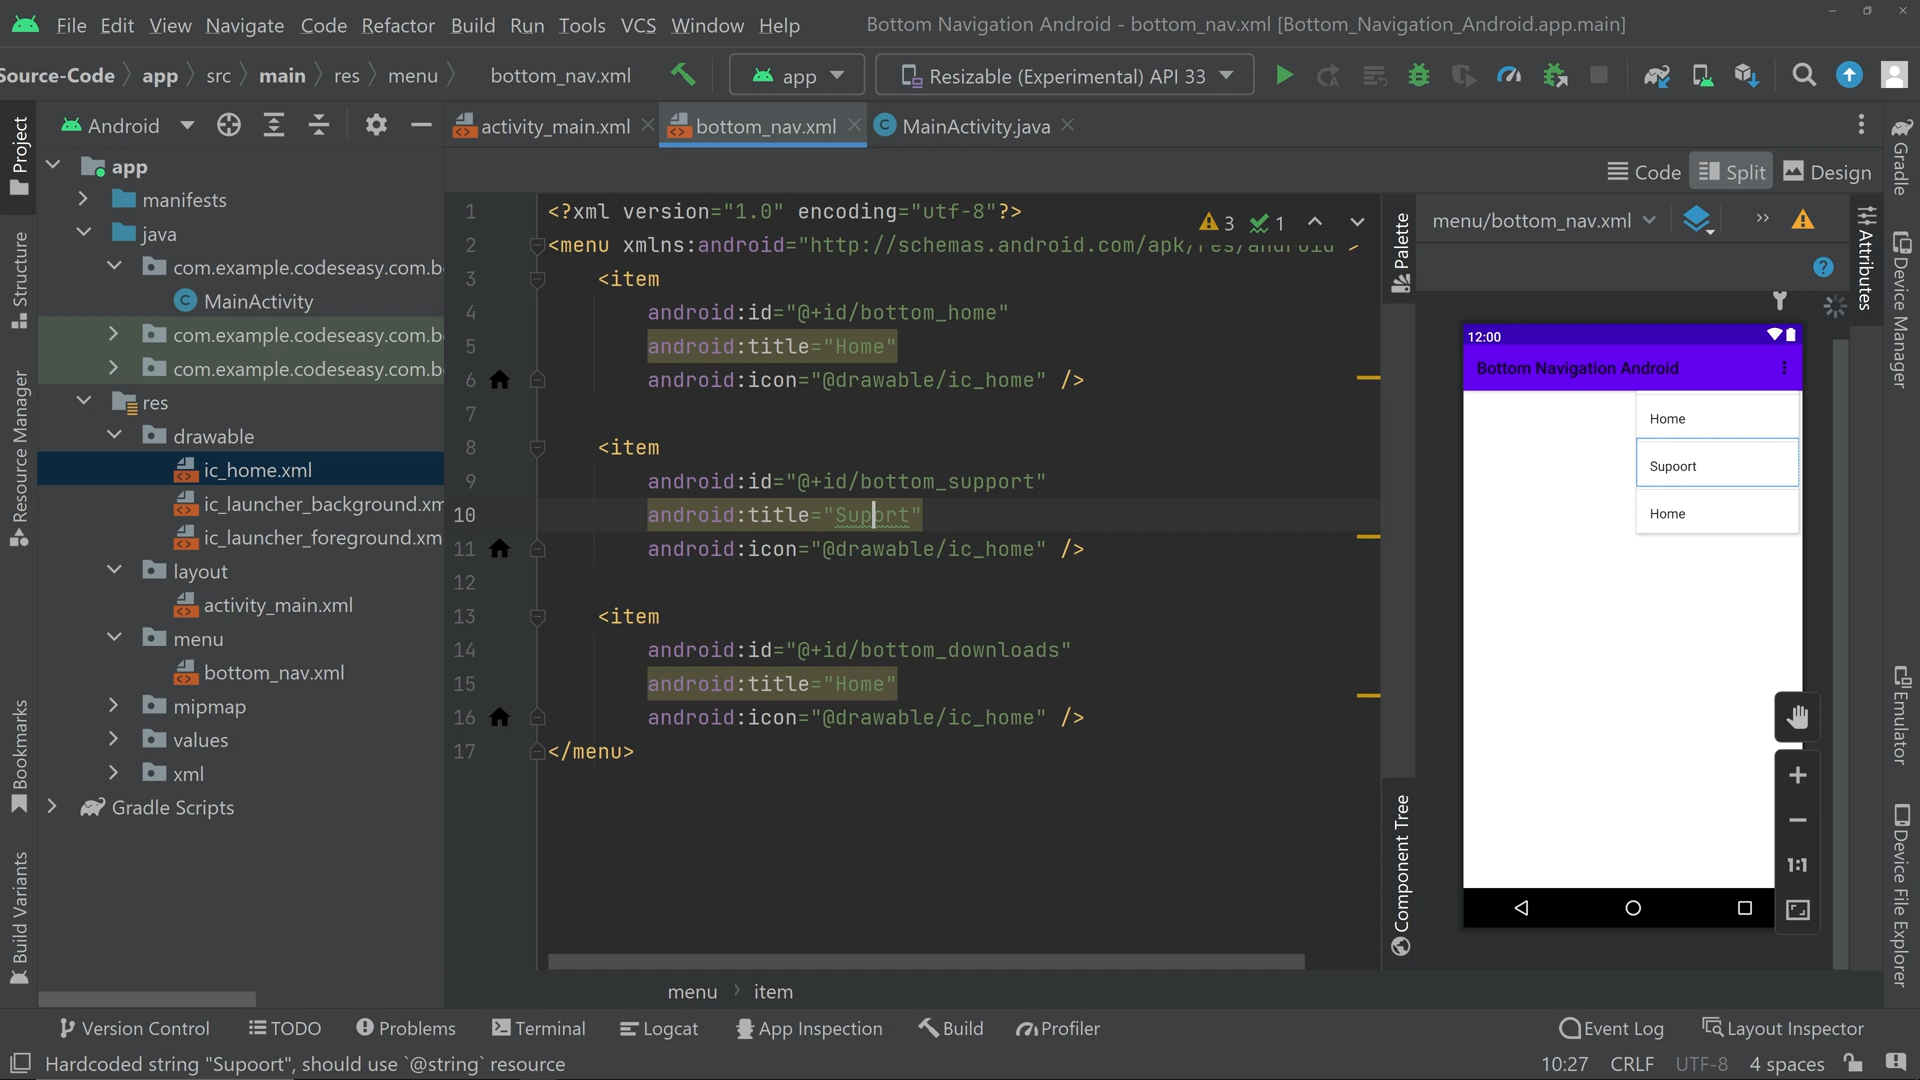 File Edit View Navigate Code Refactor Build Run Tools VCS Window Help Bottom Navigation Android - bottom_nav.xml [Bottom_Navigation_Android.app.main]
Source-Code app src main res menu bottom_nav.xml app Resizable (Experimental) API 33
Android activity_main.xml bottom_nav.xml MainActivity.java
Code Split Design
Project
Structure
Resource Manager
Bookmarks
Build Variants
app
manifests
java
com.example.codeseasy.com.b
MainActivity
com.example.codeseasy.com.b
com.example.codeseasy.com.b
res
drawable
ic_home.xml
ic_launcher_background.xm
ic_launcher_foreground.xm
layout
activity_main.xml
menu
bottom_nav.xml
mipmap
values
xml
Gradle Scripts
3 1
1 <?xml version="1.0" encoding="utf-8"?>
2 <menu xmlns:android="http://schemas.android.com/apk/res/android">
3 <item
4 android:id="@+id/bottom_home"
5 android:title="Home"
6 android:icon="@drawable/ic_home" />
7
8 <item
9 android:id="@+id/bottom_support"
10 android:title="Suport"
11 android:icon="@drawable/ic_home" />
12
13 <item
14 android:id="@+id/bottom_downloads"
15 android:title="Home"
16 android:icon="@drawable/ic_home" />
17 </menu>
menu item
Palette
Component Tree
menu/bottom_nav.xml
12:00
Bottom Navigation Android
Home
Supoort
Home
1:1
Attributes
Gradle
Device Manager
Emulator
Device File Explorer
Version Control TODO Problems Terminal Logcat App Inspection Build Profiler Event Log Layout Inspector
Hardcoded string "Supoort", should use `@string` resource 10:27 CRLF UTF-8 4 spaces